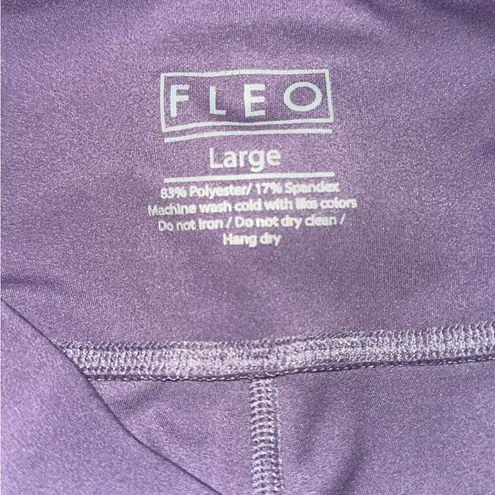 FLEO
Large
83% Polyester/ 17% Spandex
Machine wash cold with like colors
Do not iron / Do not dry clean /
Hang dry